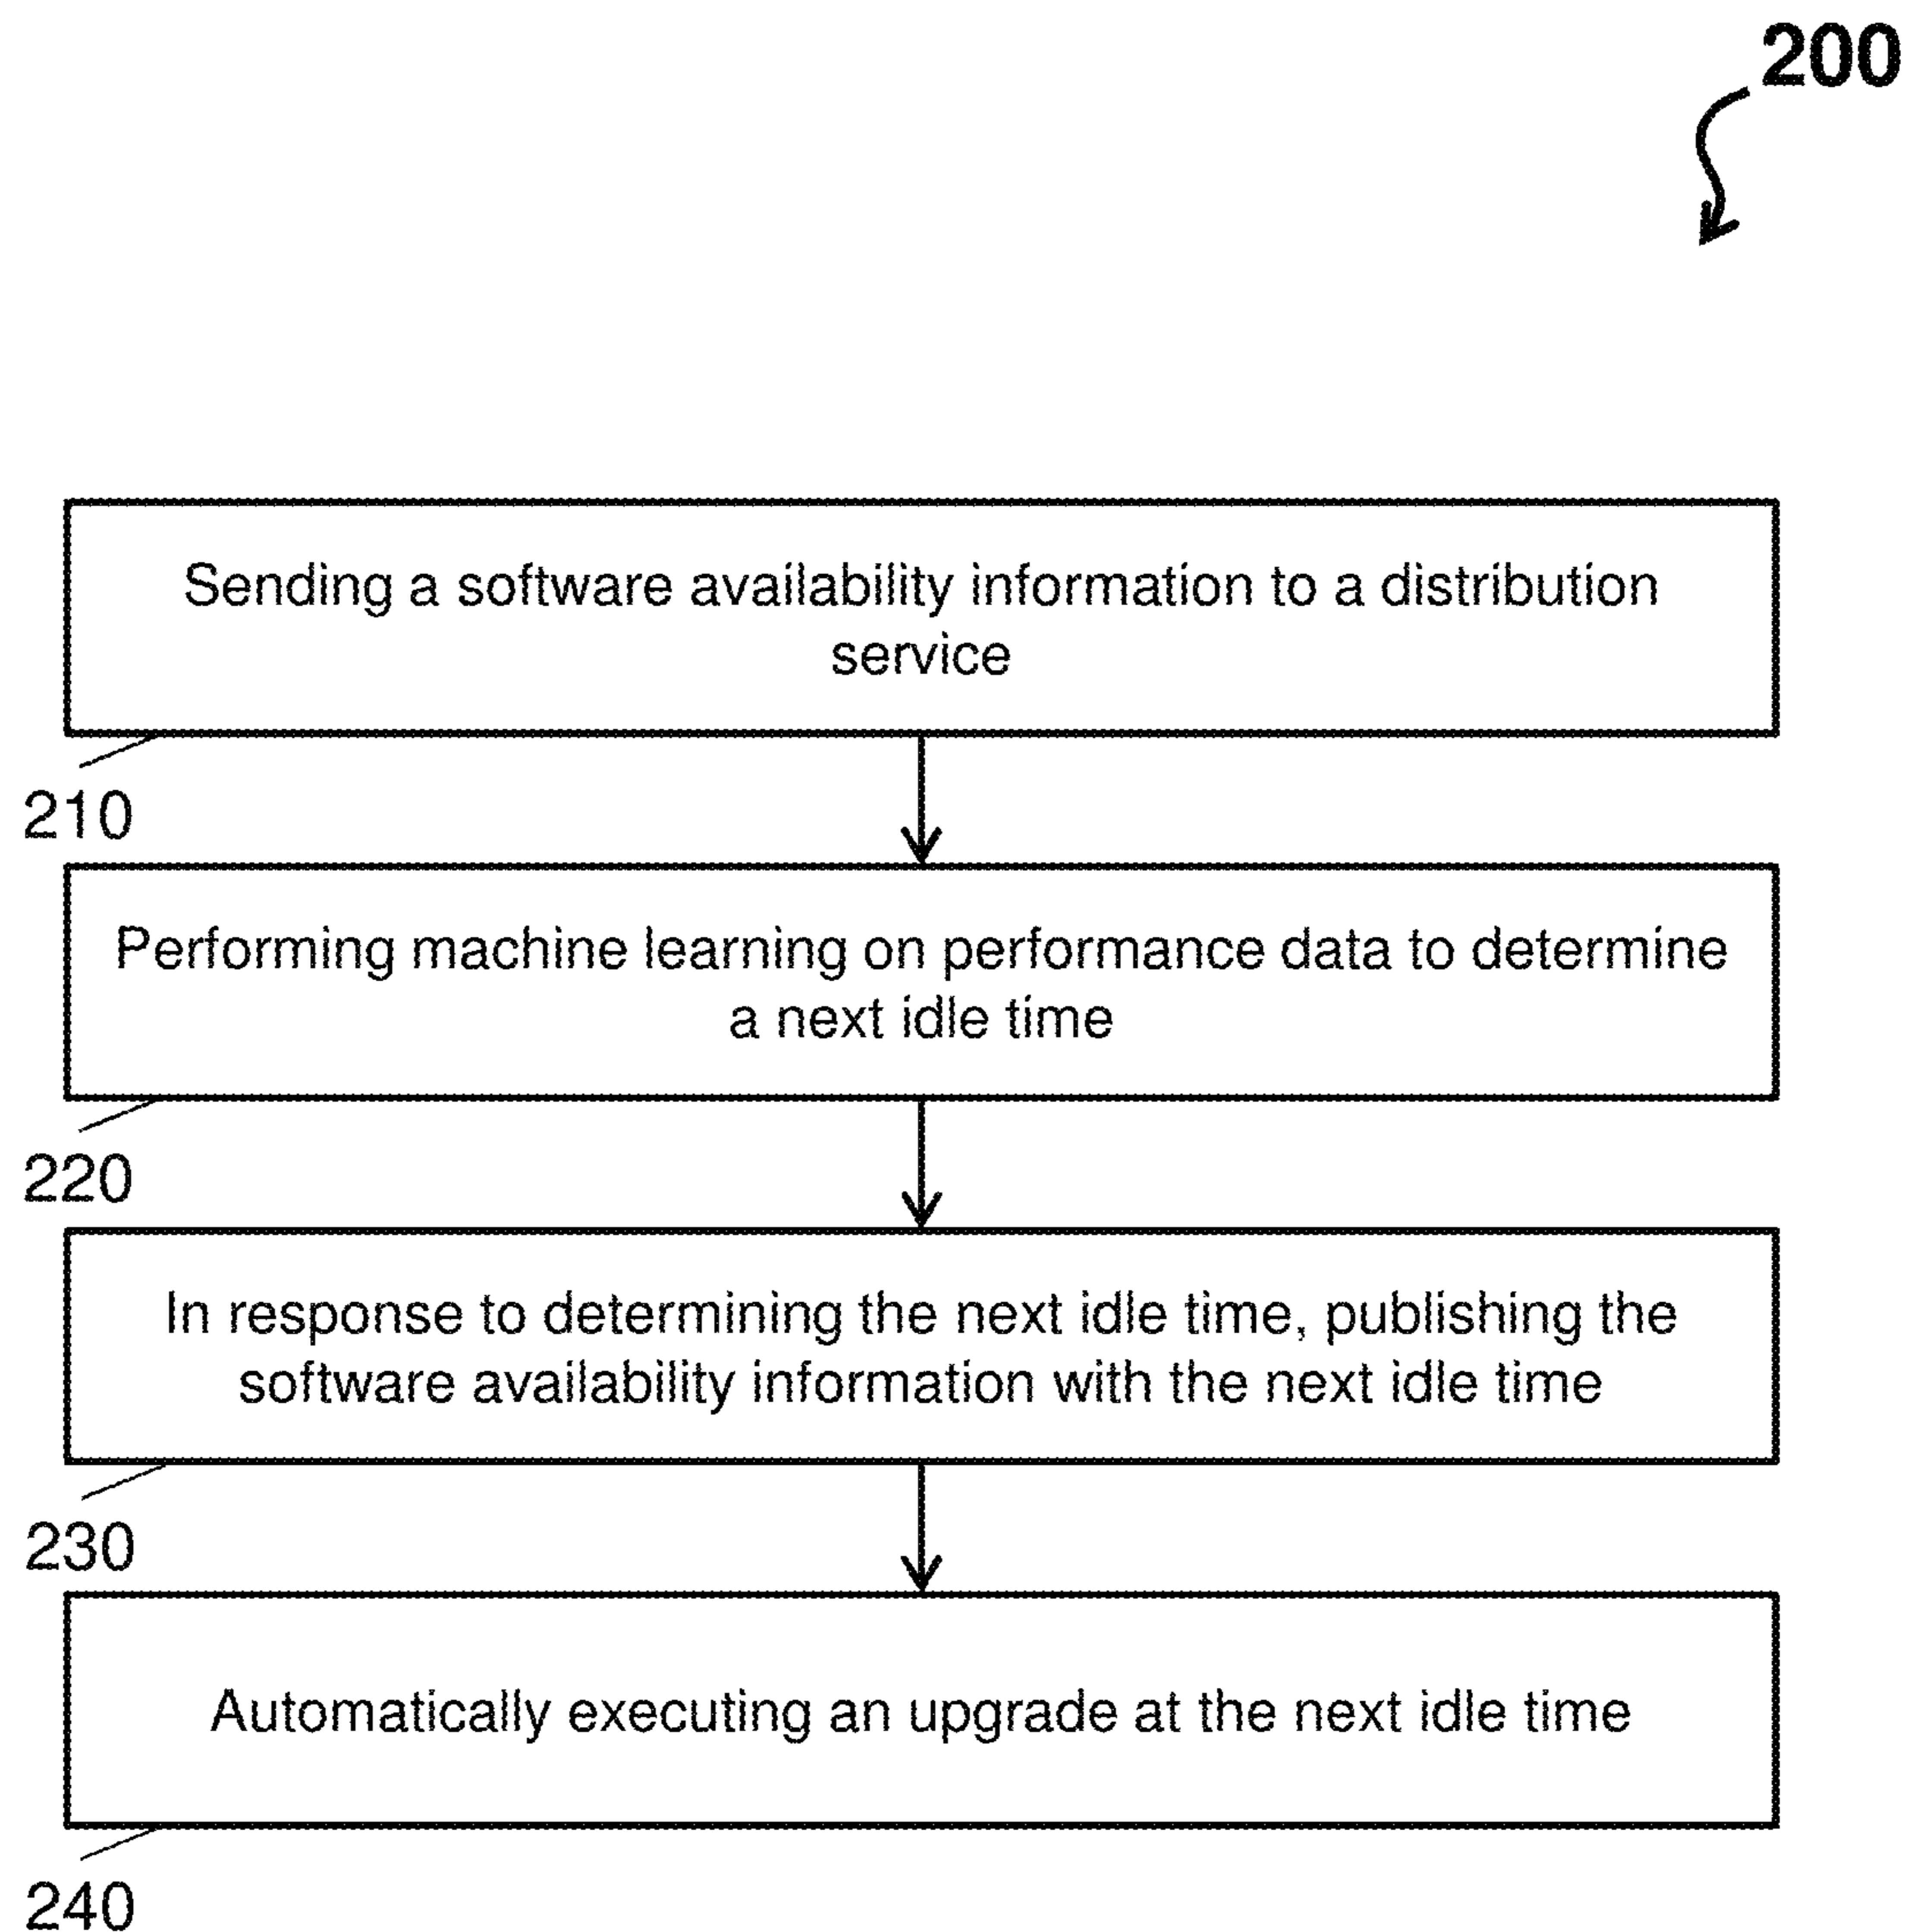 200
Sending a software availability information to a distribution
service
210
Performing machine learning on performance data to determine
a next idle time
220
In response to determining the next idle time, publishing the
software availability information with the next idle time
230
Automatically executing an upgrade at the next idle time
240